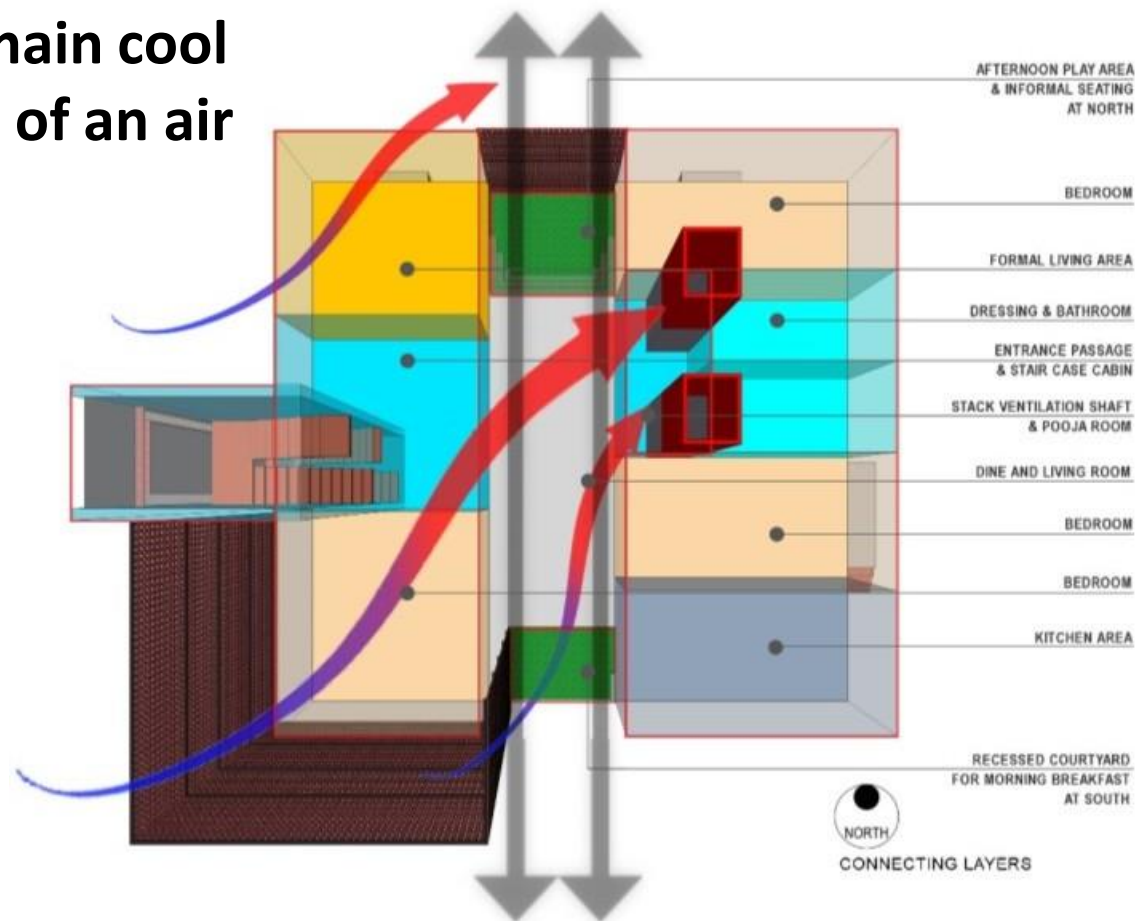 main cool
of an air
AFTERNOON PLAY AREA
& INFORMAL SEATING
AT NORTH
BEDROOM
FORMAL LIVING AREA
DRESSING & BATHROOM
ENTRANCE PASSAGE
& STAIR CASE CABIN
STACK VENTILATION SHAFT
& POOJA ROOM
DINE AND LIVING ROOM
BEDROOM
BEDROOM
KITCHEN AREA
RECESSED COURTYARD
FOR MORNING BREAKFAST
AT SOUTH
NORTH
CONNECTING LAYERS